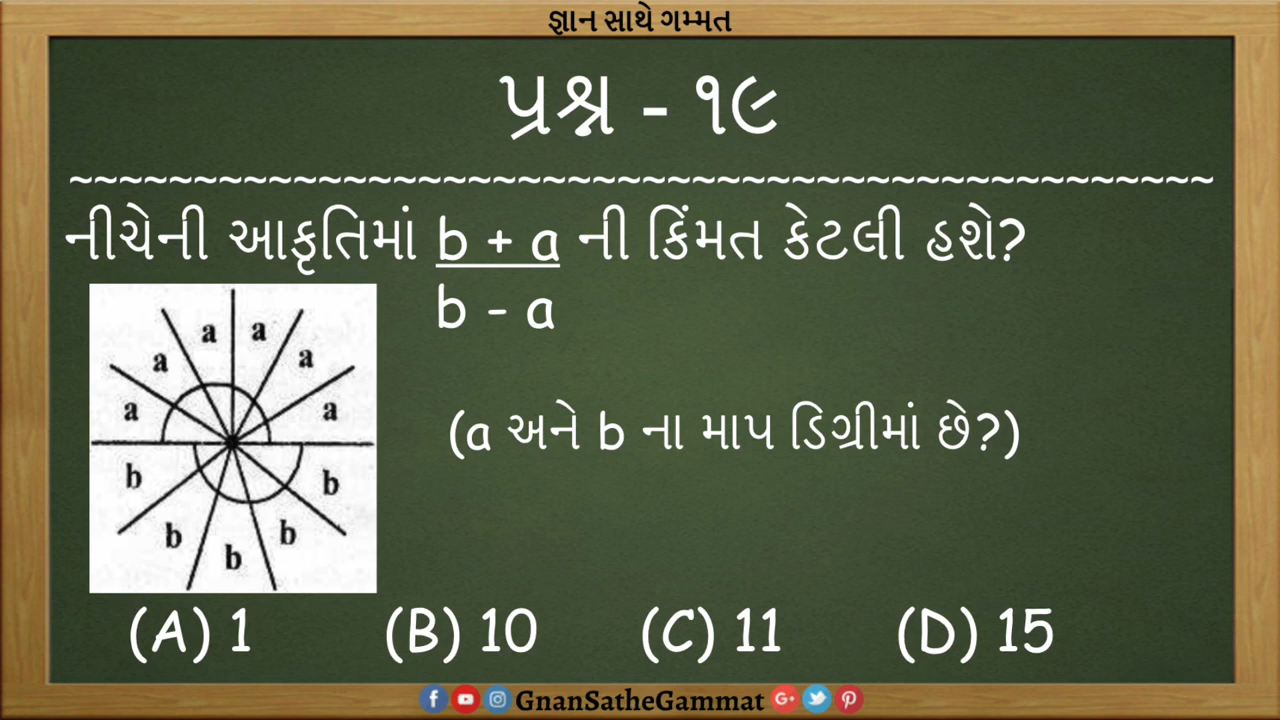 જ્ઞાન સાથે ગમ્મત
પ્રશ્ન - ૧૯
~~~~~~~~~~~~~~~~~~~~~~~~~~~~~~~~~~~~~~~~~~~~~~
નીચેની આકૃતિમાં b + a ની કિંમત કેટલી હશે?
b - a
a a
a a
a a
(a અને b ના માપ ડિગ્રીમાં છે?)
b b
b b
b
(A) 1 (B) 10 (C) 11 (D) 15
GnanSatheGammat